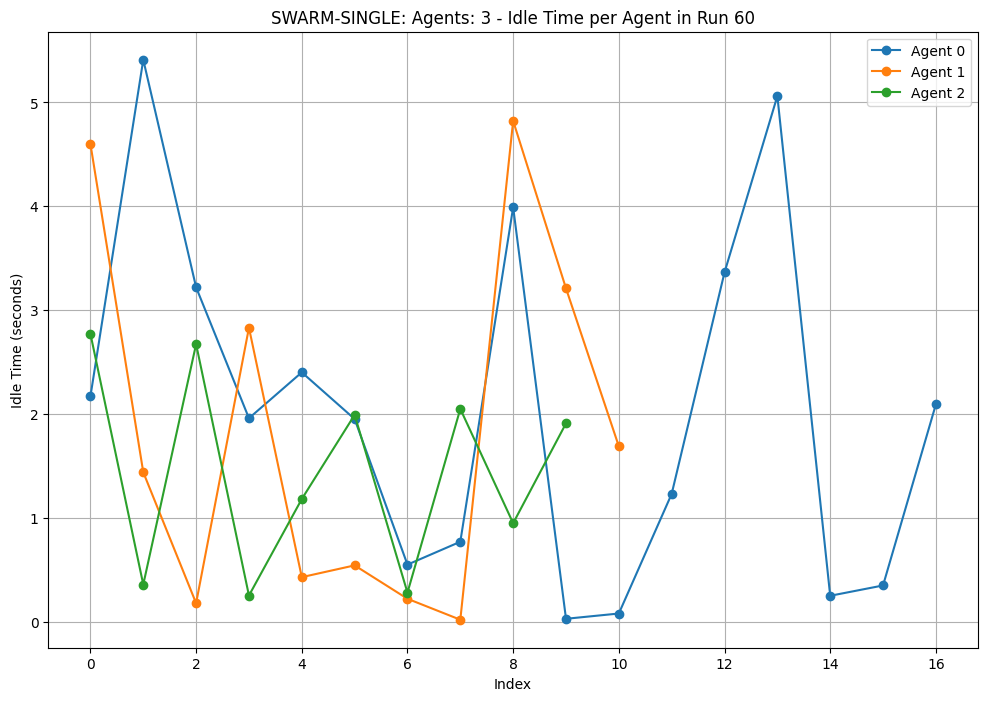 SWARM-SINGLE: Agents: 3 - Idle Time per Agent in Run 60
Agent 0
Agent 1
Agent 2
Idle Time (seconds)
5
4
3
2
1
0
0 2 4 6 8 10 12 14 16
Index